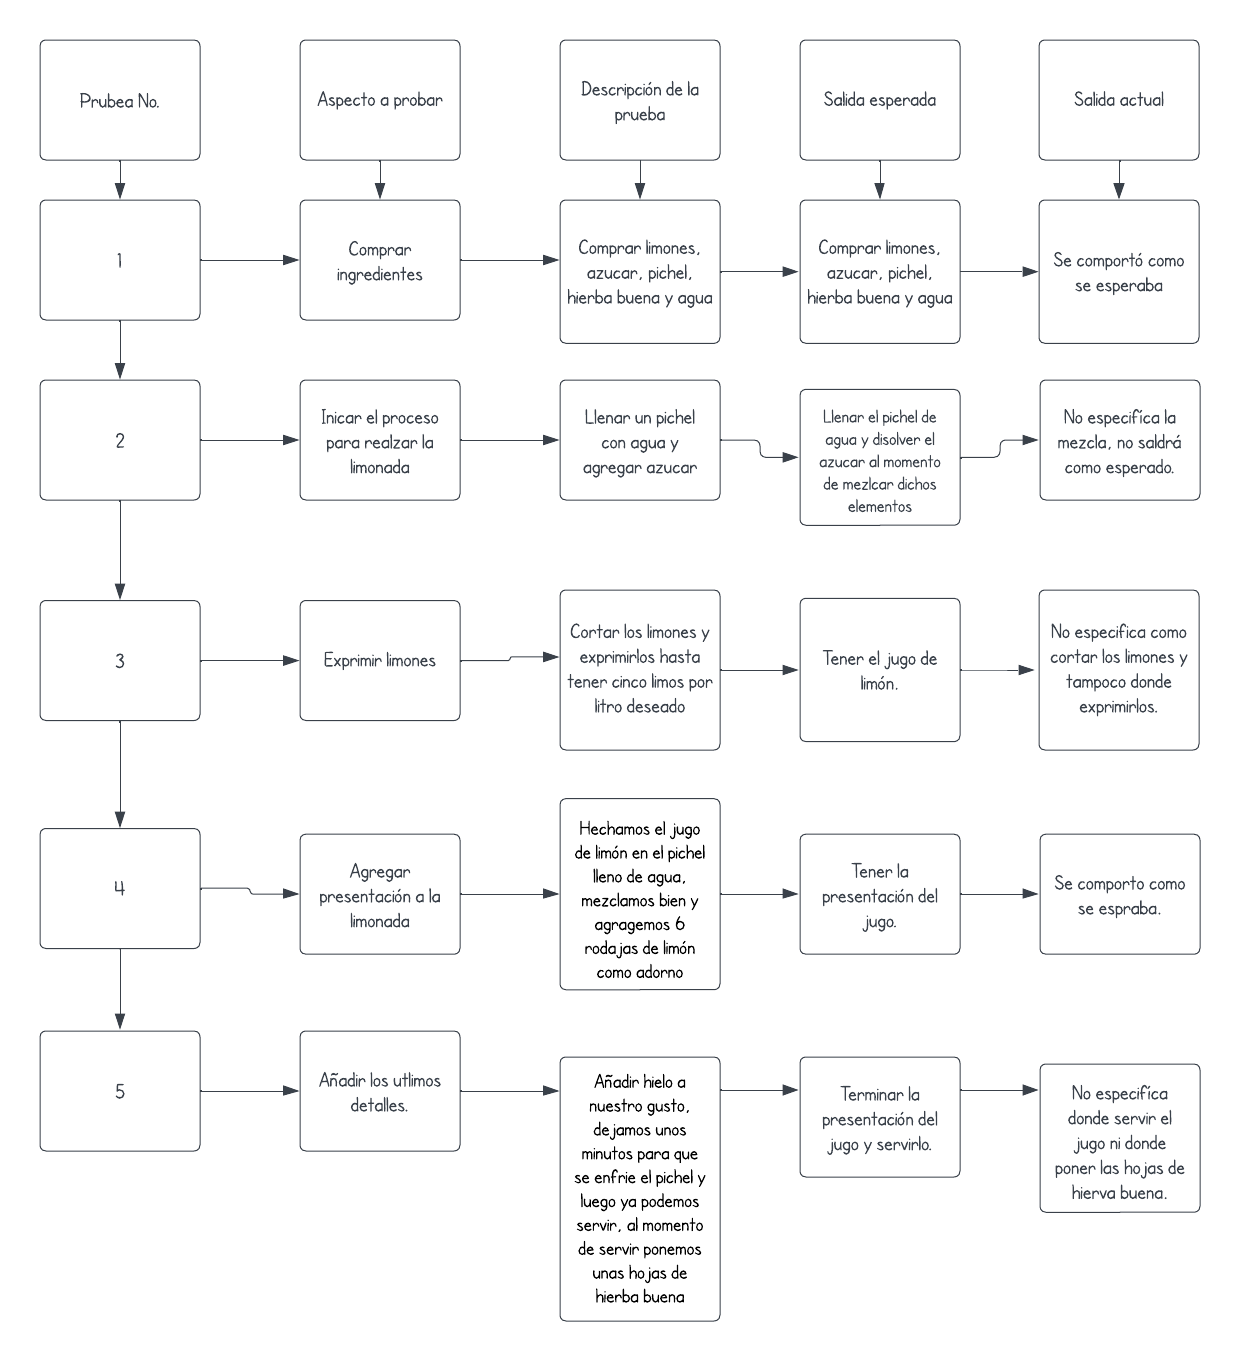 Prubea No.
Aspecto a probar
Descripción de la
prueba
Salida esperada
Salida actual
1
Comprar
ingredientes
Comprar limones,
azucar, pichel,
hierba buena y agua
Comprar limones,
azucar, pichel,
hierba buena y agua
Se comportó como
se esperaba
2
Inicar el proceso
para realzar la
limonada
Llenar un pichel
con agua y
agregar azucar
Llenar el pichel de
agua y disolver el
azucar al momento
de mezlcar dichos
elementos
No especifíca la
mezcla, no saldrá
como esperado.
3
Exprimir limones
Cortar los limones y
exprimirlos hasta
tener cinco limos por
litro deseado
Tener el jugo de
limón.
No especifica como
cortar los limones y
tampoco donde
exprimirlos.
4
Agregar
presentación a la
limonada
Hechamos el jugo
de limón en el pichel
lleno de agua,
mezclamos bien y
agragemos 6
rodajas de limón
como adorno
Tener la
presentación del
jugo.
Se comporto como
se espraba.
5
Añadir los utlimos
detalles.
Añadir hielo a
nuestro gusto,
dejamos unos
minutos para que
se enfrie el pichel y
luego ya podemos
servir, al momento
de servir ponemos
unas hojas de
hierba buena
Terminar la
presentación del
jugo y servirlo.
No especifíca
donde servir el
jugo ni donde
poner las hojas de
hierva buena.